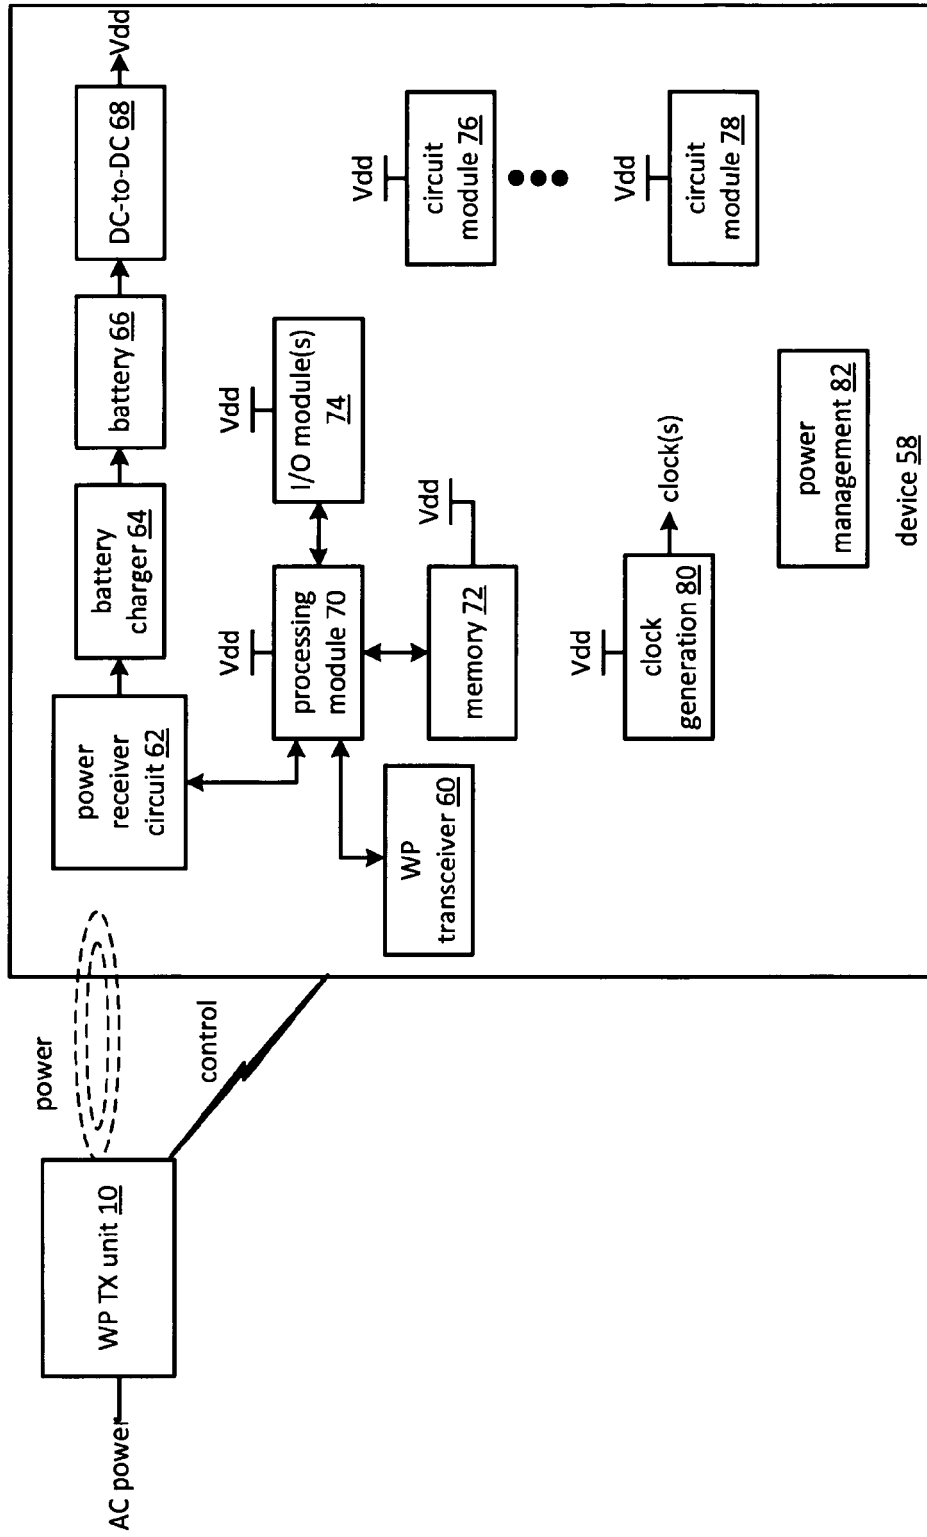 AC power
WP TX unit 10
power
control
power
receiver
circuit 62
battery
charger 64
battery 66
DC-to-DC 68
Vdd
WP
transceiver 60
Vdd
processing
module 70
Vdd
I/O module(s)
74
memory 72
Vdd
Vdd
circuit
module 76
Vdd
circuit
module 78
Vdd
clock
generation 80
clock(s)
power
management 82
device 58